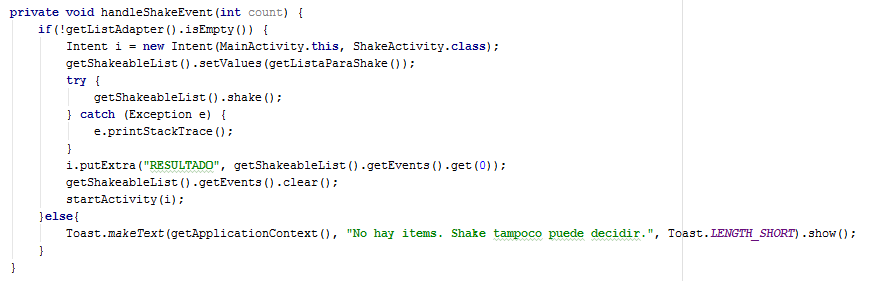 private void handleShakeEvent(int count) {
    if(!getListAdapter().isEmpty()) {
        Intent i = new Intent(MainActivity.this, ShakeActivity.class);
        getShakeableList().setValues(getListaParaShake());
        try {
            getShakeableList().shake();
        } catch (Exception e) {
            e.printStackTrace();
        }
        i.putExtra("RESULTADO", getShakeableList().getEvents().get(0));
        getShakeableList().getEvents().clear();
        startActivity(i);
    }else{
        Toast.makeText(getApplicationContext(), "No hay items. Shake tampoco puede decidir.", Toast.LENGTH_SHORT).show();
    }
}